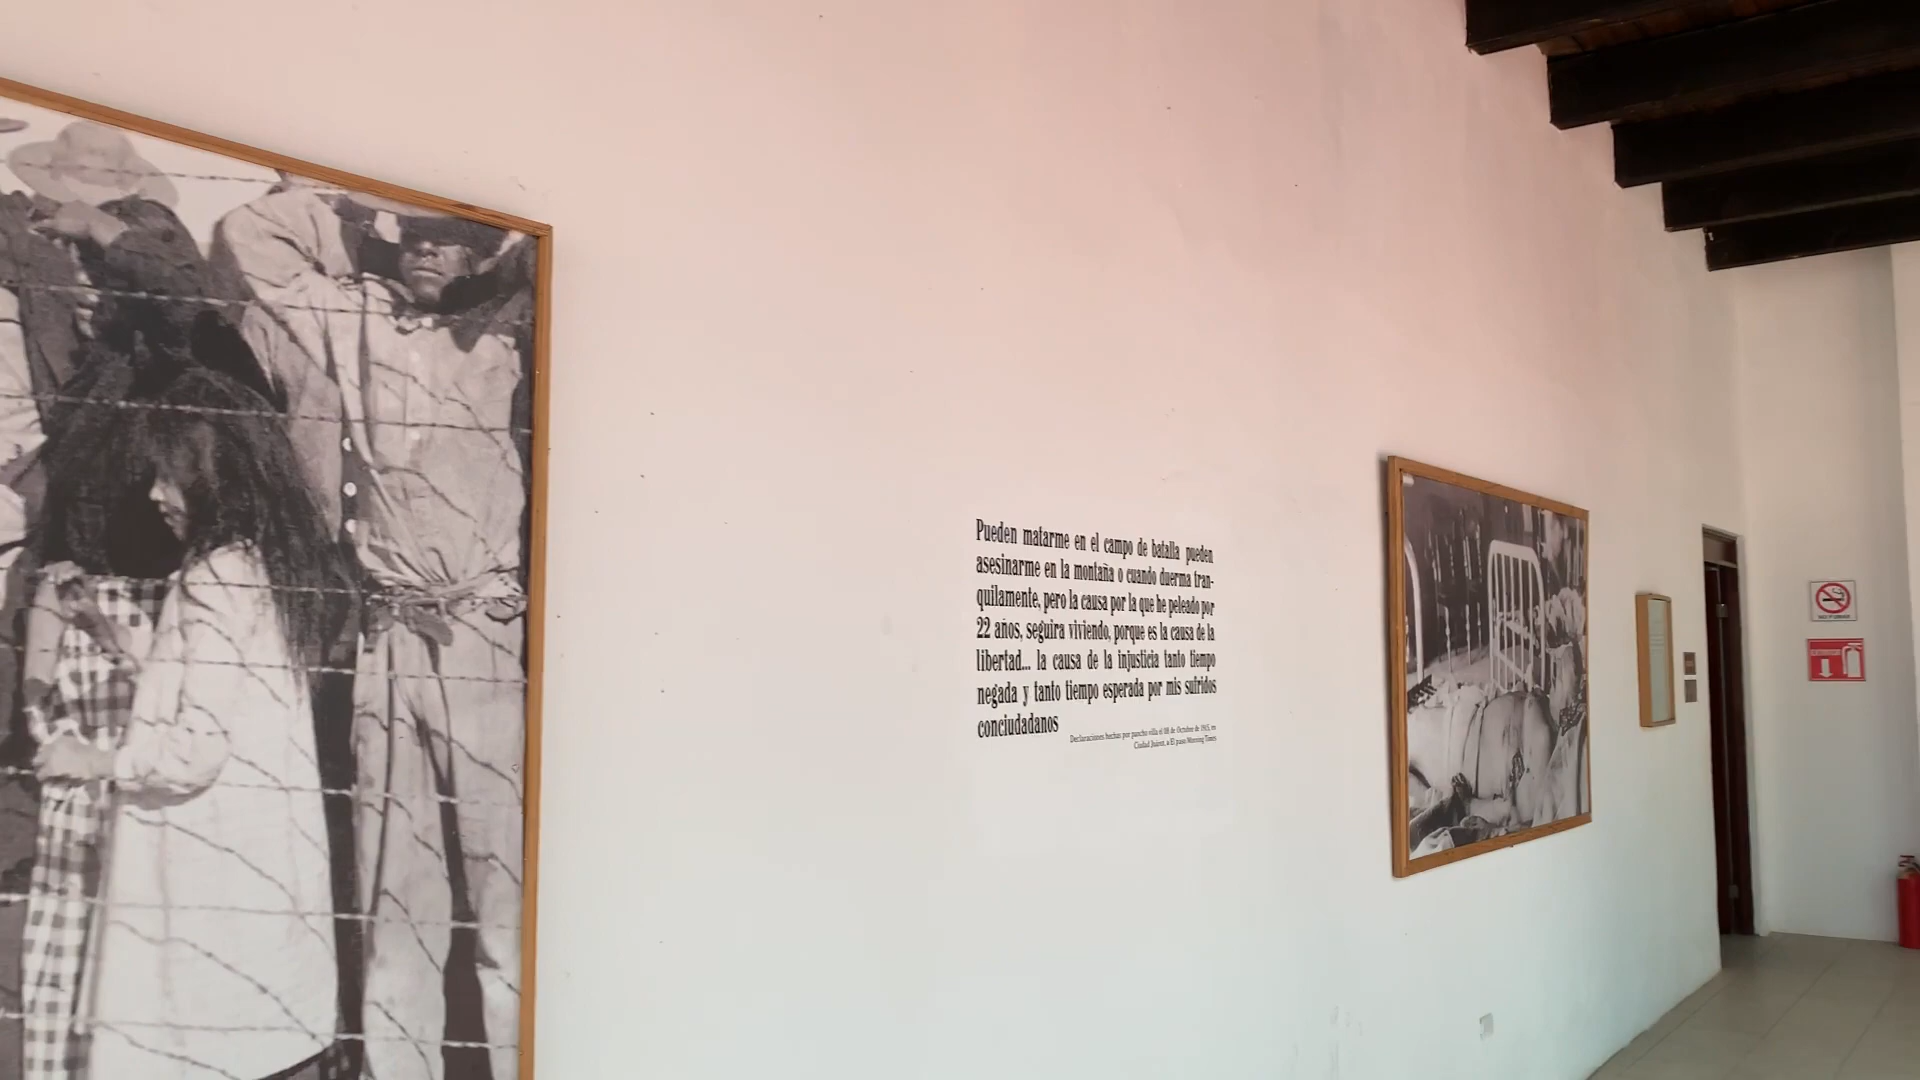 Pueden matarme en el campo de batalla pueden
asesinarme en la montaña o cuando duerma tran-
quilamente, pero la causa por la que he peleado por
22 años, seguira viviendo, porque es la causa de la
libertad... la causa de la injusticia tanto tiempo
negada y tanto tiempo esperada por mis sufridos
conciudadanos
Declaraciones hechas por pancho villa el 08 de Octubre de 1915, en
Ciudad Juárez, a El paso Morning Times
EXTINTOR